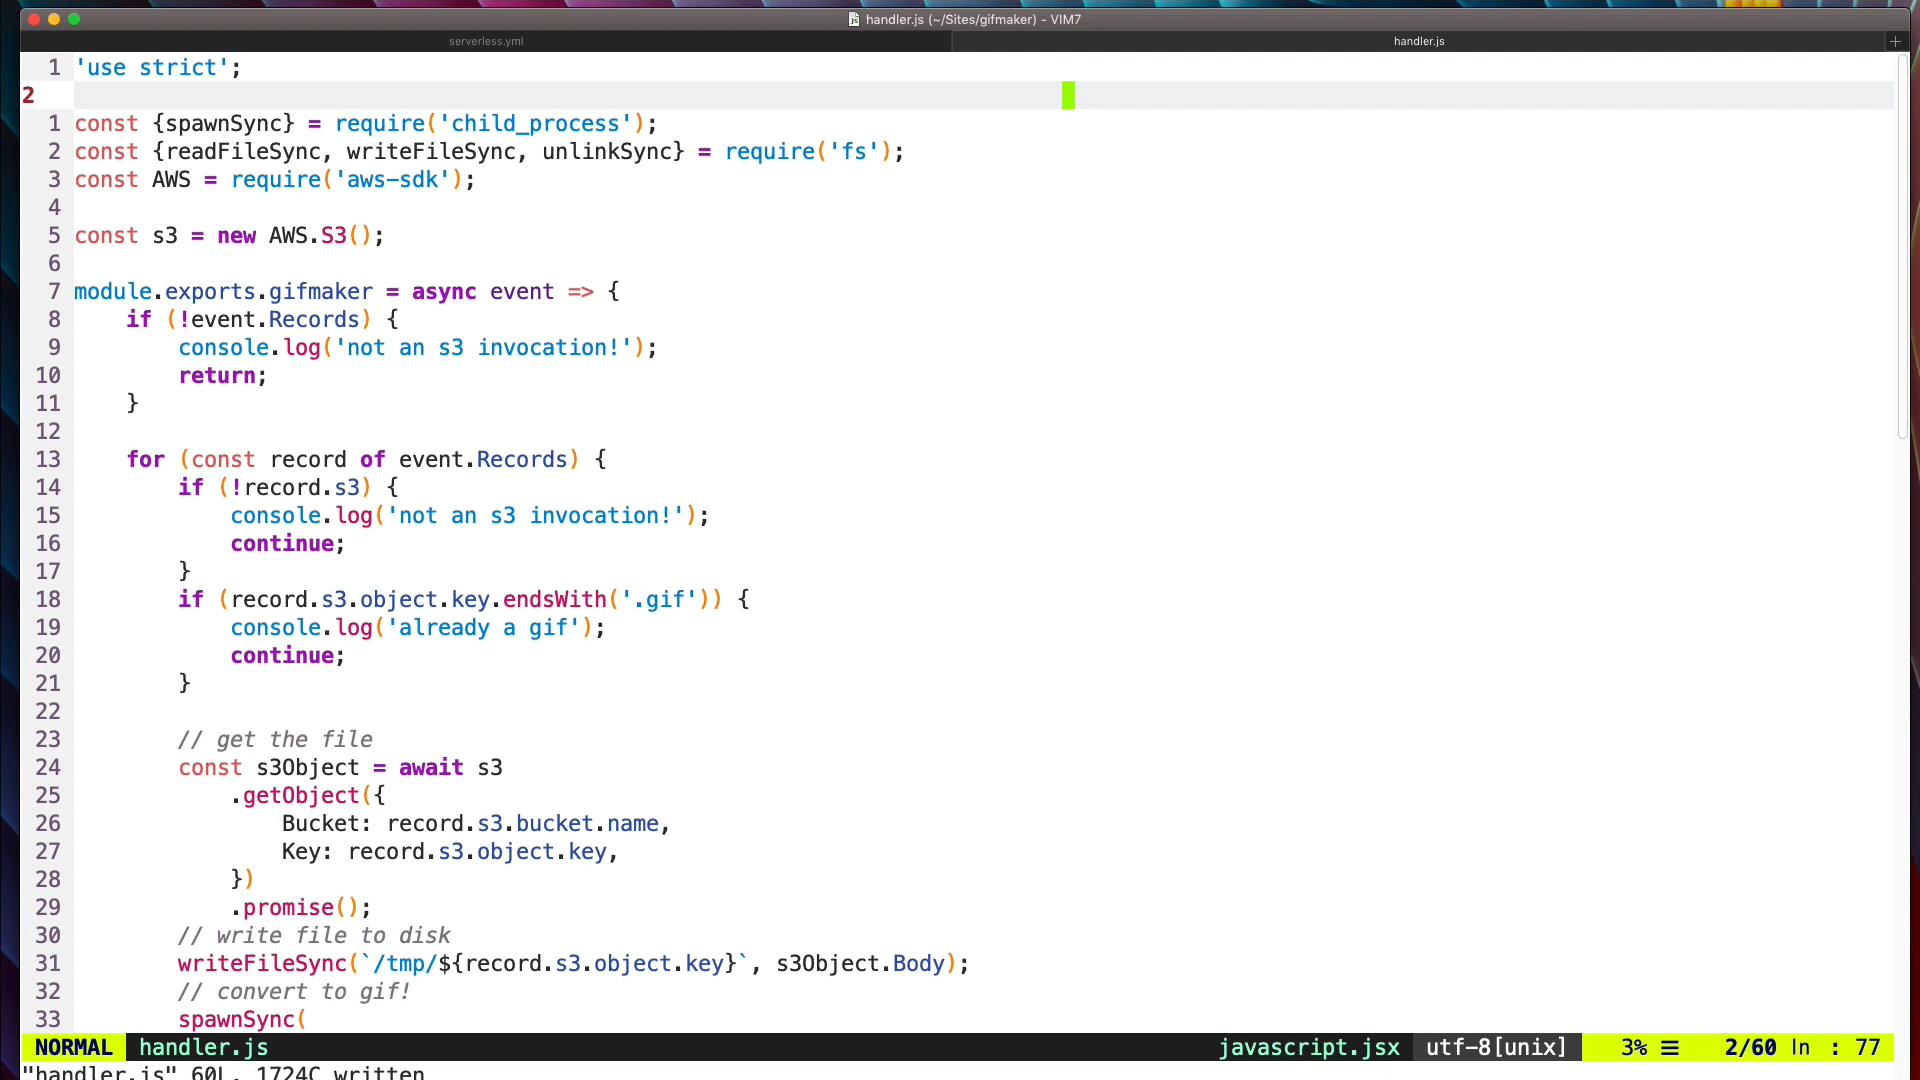 handler.js (~/Sites/gifmaker) - VIM7
serverless.yml handler.js +
1 'use strict';
2
1 const {spawnSync} = require('child_process');
2 const {readFileSync, writeFileSync, unlinkSync} = require('fs');
3 const AWS = require('aws-sdk');
4
5 const s3 = new AWS.S3();
6
7 module.exports.gifmaker = async event => {
8 if (!event.Records) {
9 console.log('not an s3 invocation!');
10 return;
11 }
12
13 for (const record of event.Records) {
14 if (!record.s3) {
15 console.log('not an s3 invocation!');
16 continue;
17 }
18 if (record.s3.object.key.endsWith('.gif')) {
19 console.log('already a gif');
20 continue;
21 }
22
23 // get the file
24 const s3Object = await s3
25 .getObject({
26 Bucket: record.s3.bucket.name,
27 Key: record.s3.object.key,
28 })
29 .promise();
30 // write file to disk
31 writeFileSync(`/tmp/${record.s3.object.key}`, s3Object.Body);
32 // convert to gif!
33 spawnSync(
NORMAL handler.js javascript.jsx utf-8[unix] 3% ☰ 2/60 ln : 77
"handler.js" 60L, 1724C written